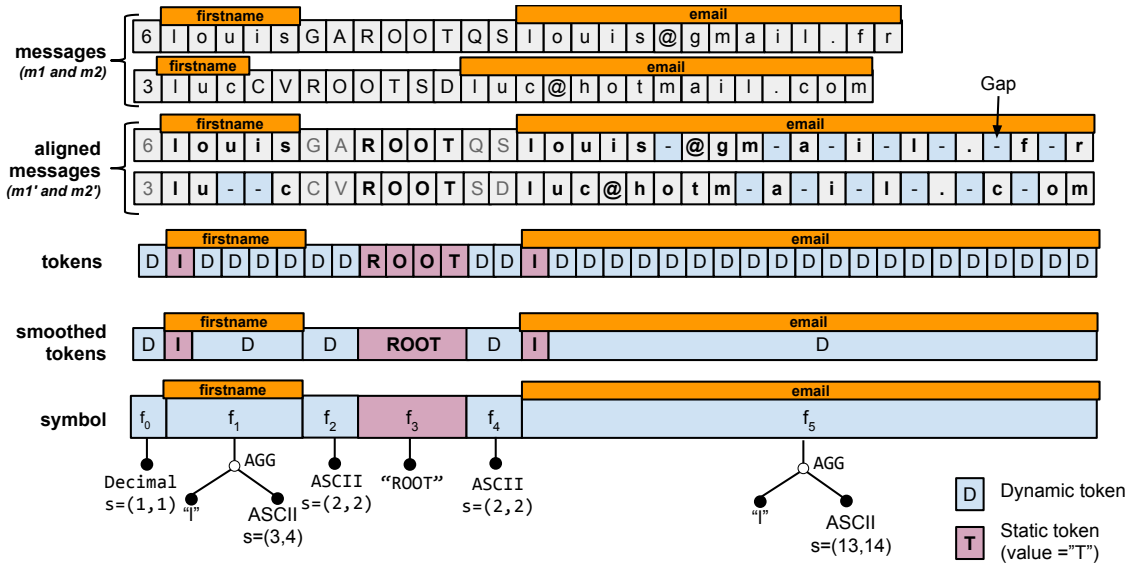 firstname email
messages
(m1 and m2)
6 l o u i s G A R O O T Q S l o u i s @ g m a i l . f r
firstname email
3 l u c C V R O O T S D l u c @ h o t m a i l . c o m
Gap
firstname email
aligned
messages
(m1' and m2')
6 l o u i s G A R O O T Q S l o u i s - @ g m - a - i - l - . - f - r
3 l u - - c C V R O O T S D l u c @ h o t m - a - i - l - . - c - o m
firstname email
tokens D l D D D D D D R O O T D D l D D D D D D D D D D D D D D D D D D D D
firstname email
smoothed
tokens
D l D D ROOT D l D
firstname email
symbol f0 f1 f2 f3 f4 f5
Decimal
s=(1,1)
AGG
“l”
ASCII
s=(3,4)
ASCII
s=(2,2)
“ROOT”
ASCII
s=(2,2)
AGG
“l”
ASCII
s=(13,14)
D Dynamic token
T Static token
(value =”T”)